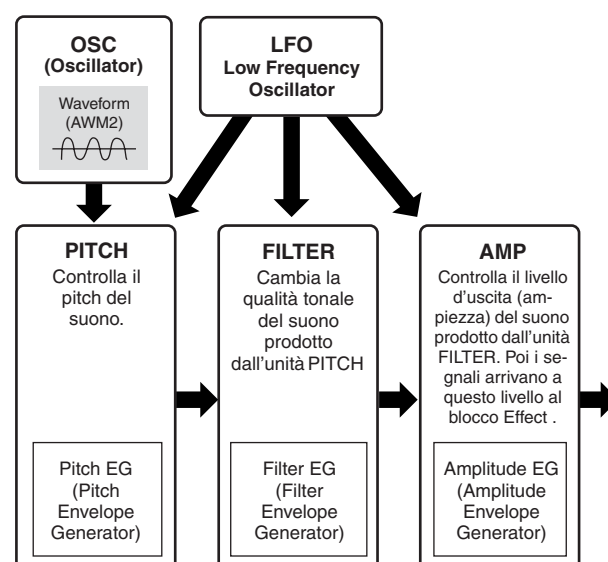 OSC
(Oscillator)
Waveform
(AWM2)
LFO
Low Frequency
Oscillator
PITCH
Controlla il
pitch del
suono.
Pitch EG
(Pitch
Envelope
Generator)
FILTER
Cambia la
qualità tonale
del suono
prodotto
dall'unità PITCH
Filter EG
(Filter
Envelope
Generator)
AMP
Controlla il livello
d'uscita (am-
piezza) del suono
prodotto dall'unità
FILTER. Poi i se-
gnali arrivano a
questo livello al
blocco Effect .
Amplitude EG
(Amplitude
Envelope
Generator)